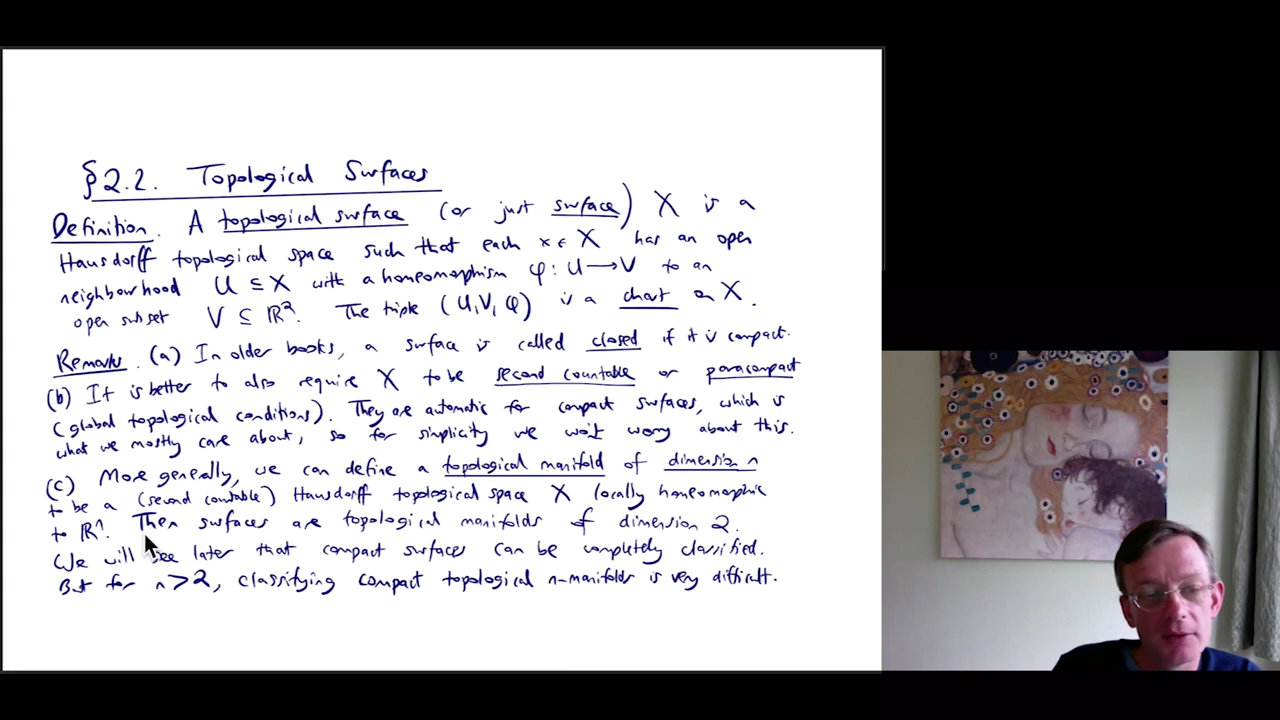 §2.2. Topological Surfaces
Definition. A topological surface (or just surface) X is a
Hausdorff topological space such that each x ∈ X has an open
neighbourhood U ⊆ X with a homeomorphism φ : U → V to an
open subset V ⊆ ℝ². The triple (U,V,φ) is a chart on X.
Remarks. (a) In older books, a surface is called closed if it is compact.
(b) It is better to also require X to be second countable or paracompact
(global topological conditions). They are automatic for compact surfaces, which is
what we mostly care about, so for simplicity we won't worry about this.
(c) More generally, we can define a topological manifold of dimension n
to be a (second countable) Hausdorff topological space X locally homeomorphic
to ℝⁿ. Then surfaces are topological manifolds of dimension 2.
We will see later that compact surfaces can be completely classified.
But for n>2, classifying compact topological n-manifolds is very difficult.